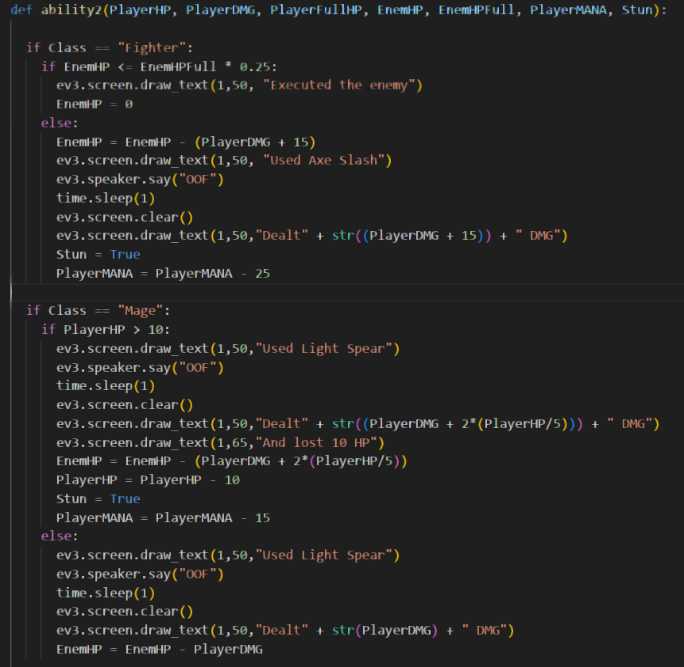 def ability2(PlayerHP, PlayerDMG, PlayerFullHP, EnemHP, EnemHPFull, PlayerMANA, Stun):
if Class == "Fighter":
if EnemHP <= EnemHPFull * 0.25:
ev3.screen.draw_text(1,50, "Executed the enemy")
EnemHP = 0
else:
EnemHP = EnemHP - (PlayerDMG + 15)
ev3.screen.draw_text(1,50, "Used Axe Slash")
ev3.speaker.say("OOF")
time.sleep(1)
ev3.screen.clear()
ev3.screen.draw_text(1,50,"Dealt" + str((PlayerDMG + 15)) + " DMG")
Stun = True
PlayerMANA = PlayerMANA - 25
if Class == "Mage":
if PlayerHP > 10:
ev3.screen.draw_text(1,50,"Used Light Spear")
ev3.speaker.say("OOF")
time.sleep(1)
ev3.screen.clear()
ev3.screen.draw_text(1,50,"Dealt" + str((PlayerDMG + 2*(PlayerHP/5))) + " DMG")
ev3.screen.draw_text(1,65,"And lost 10 HP")
EnemHP = EnemHP - (PlayerDMG + 2*(PlayerHP/5))
PlayerHP = PlayerHP - 10
Stun = True
PlayerMANA = PlayerMANA - 15
else:
ev3.screen.draw_text(1,50,"Used Light Spear")
ev3.speaker.say("OOF")
time.sleep(1)
ev3.screen.clear()
ev3.screen.draw_text(1,50,"Dealt" + str(PlayerDMG) + " DMG")
EnemHP = EnemHP - PlayerDMG